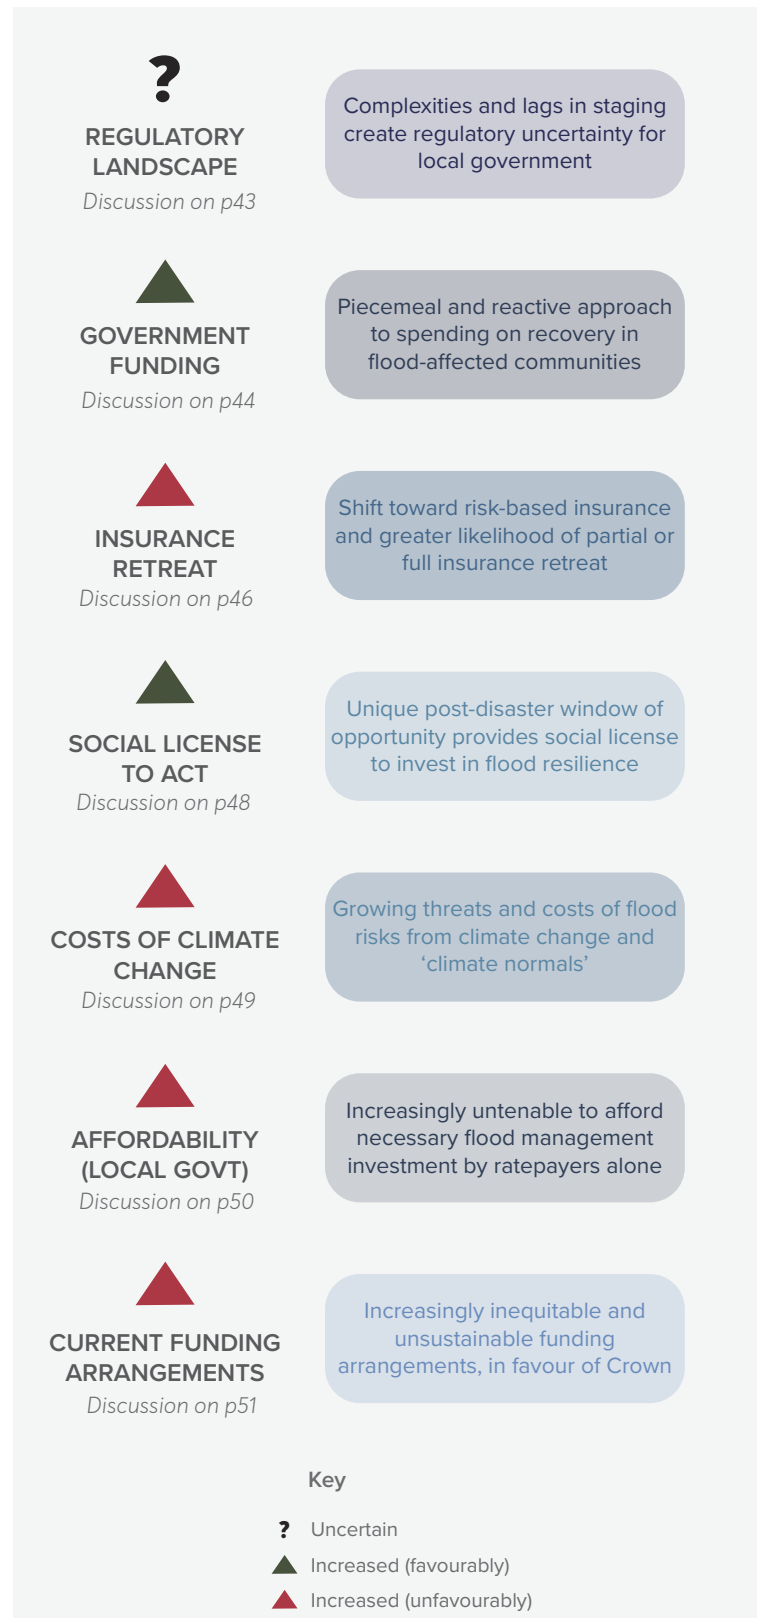 ?
REGULATORY
LANDSCAPE
Discussion on p43
Complexities and lags in staging
create regulatory uncertainty for
local government
GOVERNMENT
FUNDING
Discussion on p44
Piecemeal and reactive approach
to spending on recovery in
flood-affected communities
INSURANCE
RETREAT
Discussion on p46
Shift toward risk-based insurance
and greater likelihood of partial or
full insurance retreat
SOCIAL LICENSE
TO ACT
Discussion on p48
Unique post-disaster window of
opportunity provides social license
to invest in flood resilience
COSTS OF CLIMATE
CHANGE
Discussion on p49
Growing threats and costs of flood
risks from climate change and
‘climate normals’
AFFORDABILITY
(LOCAL GOVT)
Discussion on p50
Increasingly untenable to afford
necessary flood management
investment by ratepayers alone
CURRENT FUNDING
ARRANGEMENTS
Discussion on p51
Increasingly inequitable and
unsustainable funding
arrangements, in favour of Crown
Key
? Uncertain
Increased (favourably)
Increased (unfavourably)